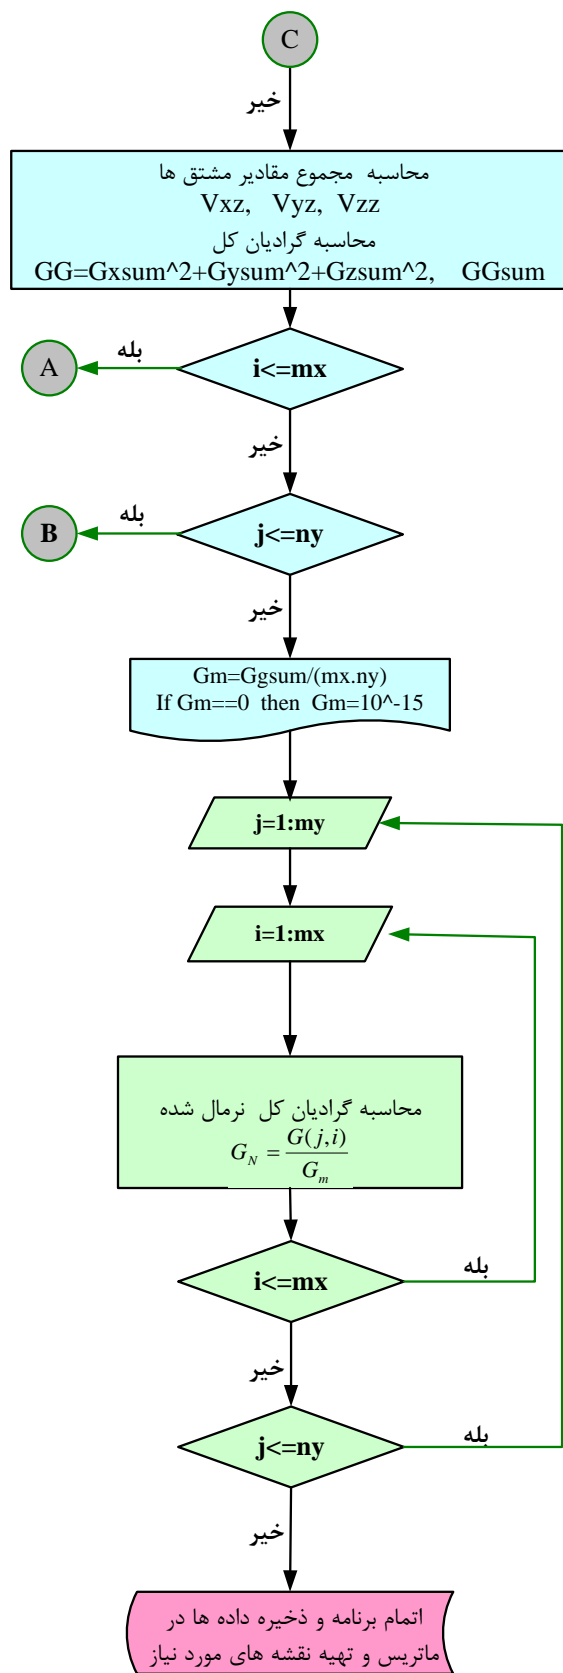 C
خیر
محاسبه مجموع مقادیر مشتق ها
Vxz, Vyz, Vzz
محاسبه گرادیان کل
GG=Gxsum^2+Gysum^2+Gzsum^2, GGsum
i<=mx
بله
A
خیر
j<=ny
بله
B
خیر
Gm=Ggsum/(mx.ny)
If Gm==0 then Gm=10^-15
j=1:my
i=1:mx
محاسبه گرادیان کل نرمال شده
G_N = G(j,i) / G_m
i<=mx
بله
خیر
j<=ny
بله
خیر
اتمام برنامه و ذخیره داده ها در
ماتریس و تهیه نقشه های مورد نیاز